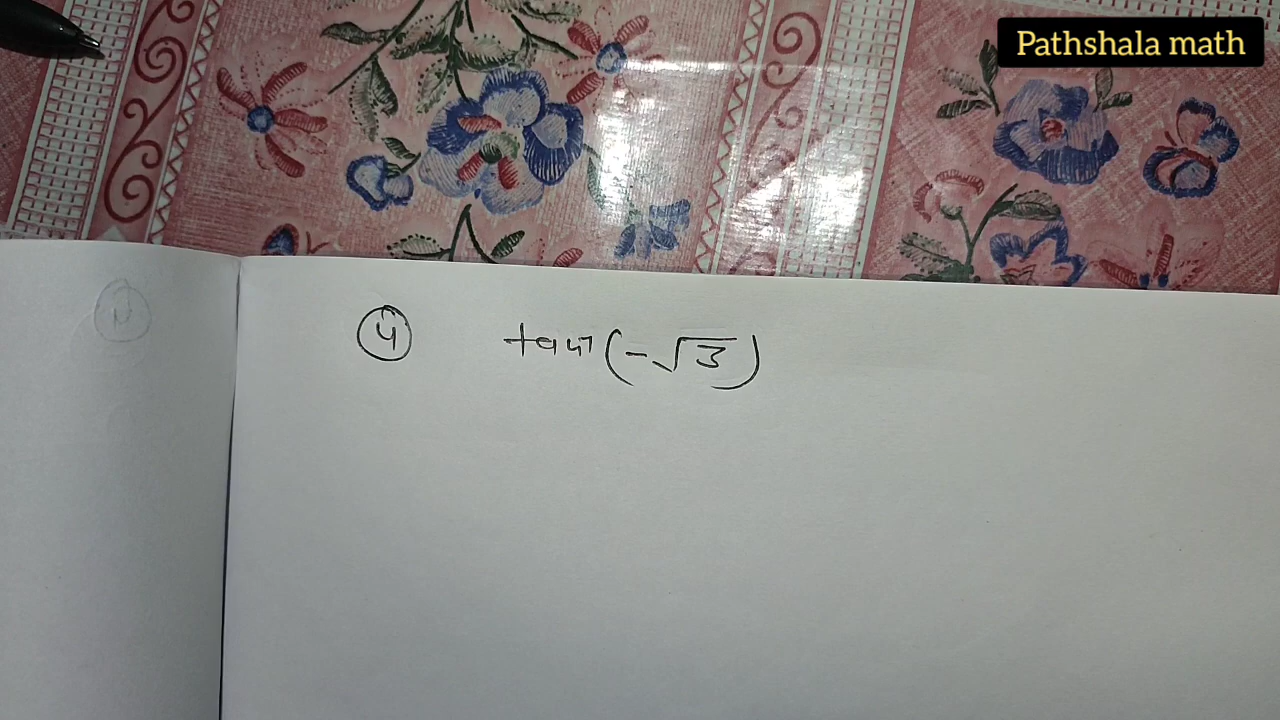 Pathshala math
④ tan⁻¹(-√3)